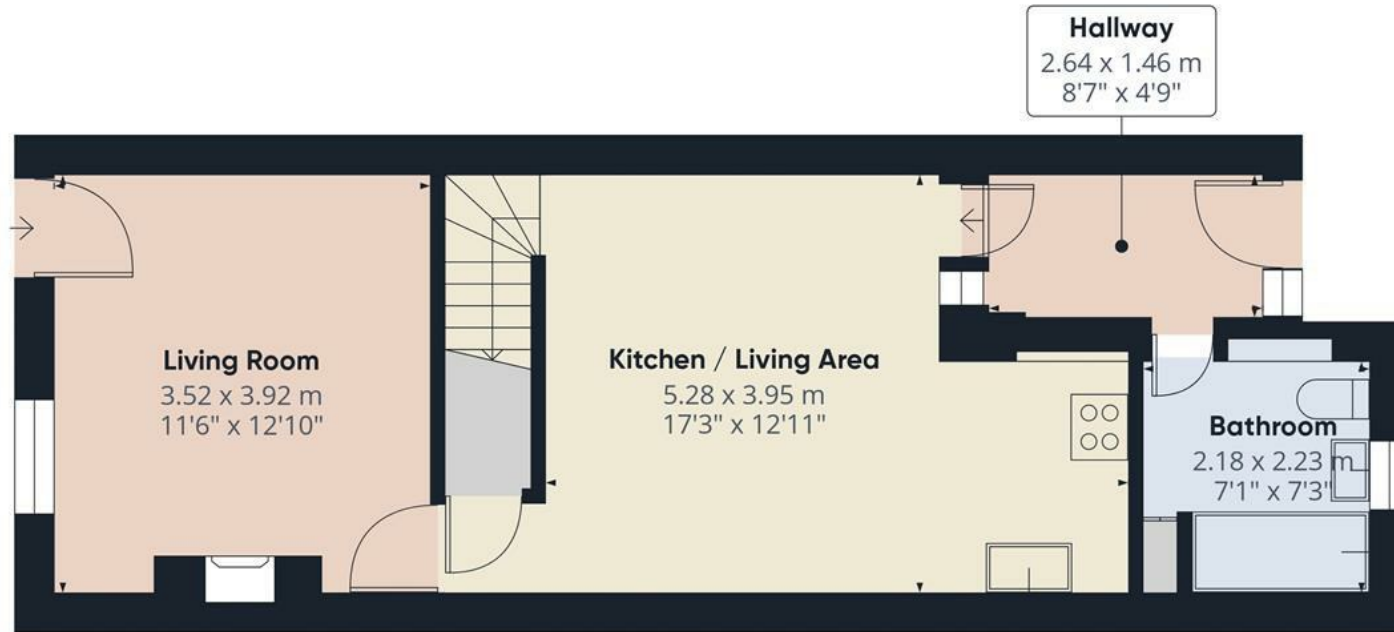 Hallway
2.64 x 1.46 m
8'7" x 4'9"
Living Room
3.52 x 3.92 m
11'6" x 12'10"
Kitchen / Living Area
5.28 x 3.95 m
17'3" x 12'11"
Bathroom
2.18 x 2.23 m
7'1" x 7'3"